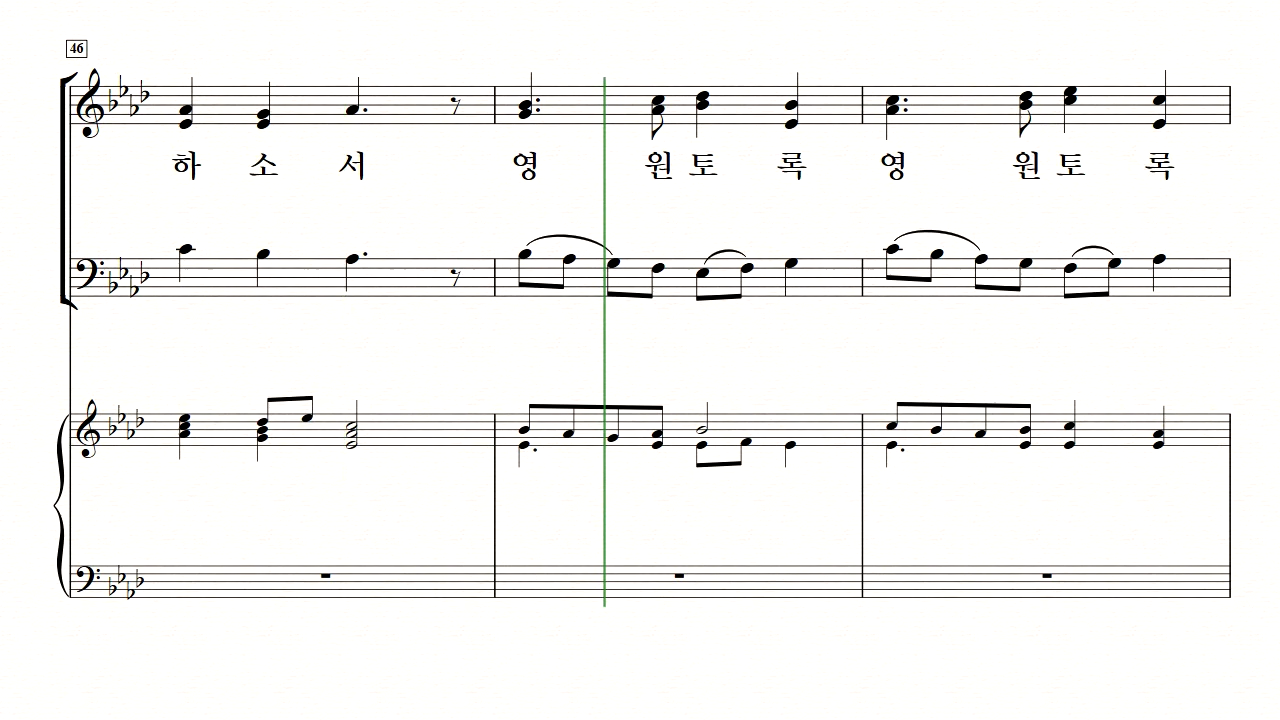 46
하 소 서 영 원 토 록 영 원 토 록